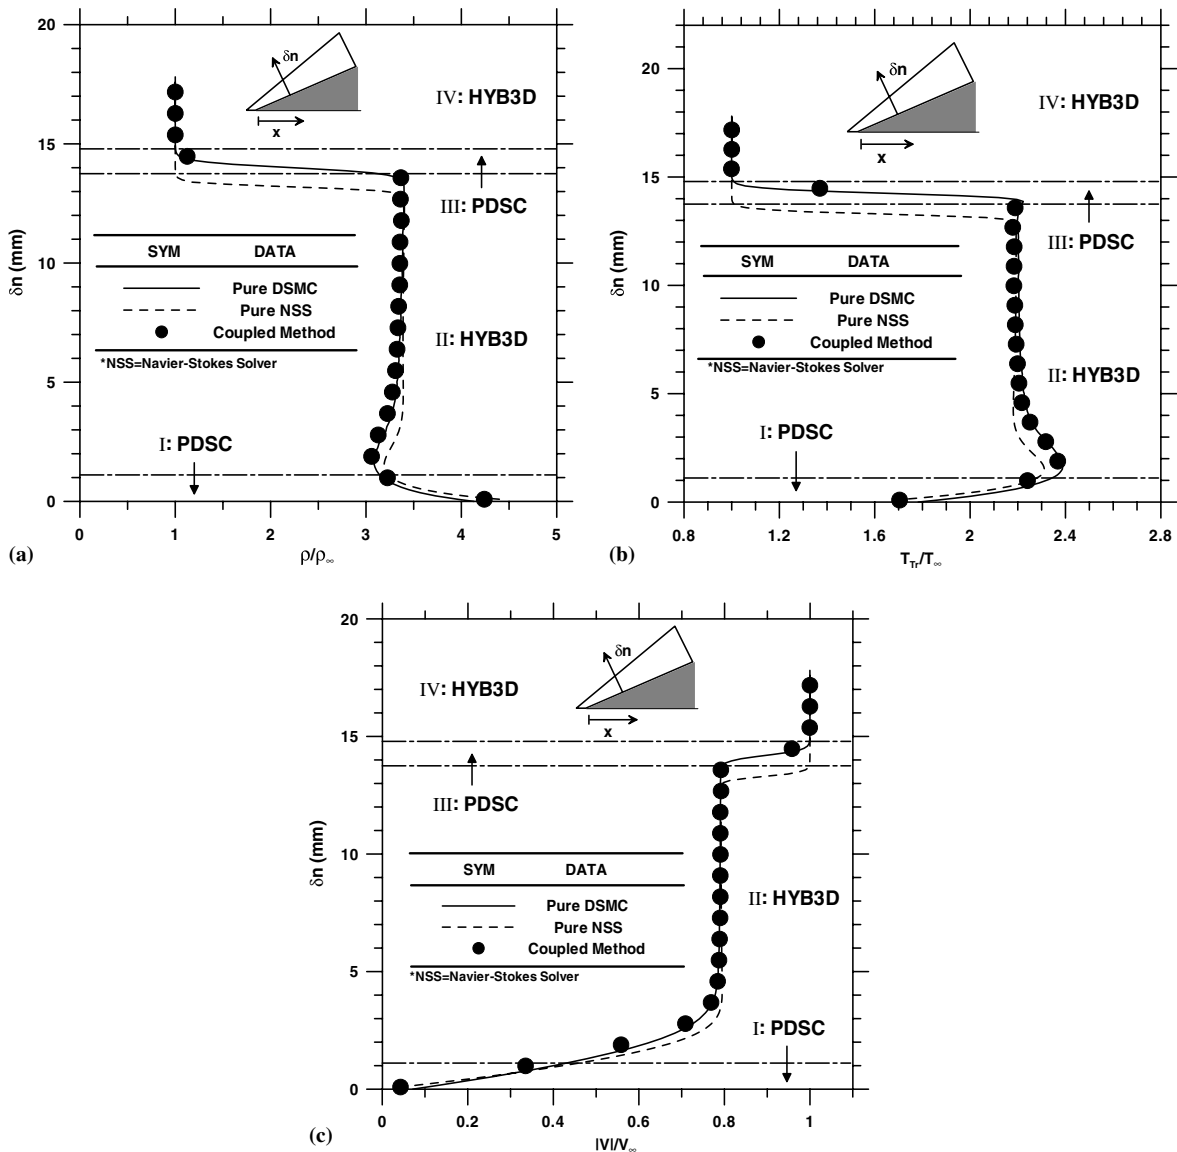 20
15
10
5
0
δn (mm)
δn
x
IV: HYB3D
III: PDSC
SYM DATA
Pure DSMC
Pure NSS
Coupled Method
*NSS=Navier-Stokes Solver
II: HYB3D
I: PDSC
0 1 2 3 4 5
(a)
ρ/ρ∞
20
15
10
5
0
δn (mm)
δn
x
IV: HYB3D
III: PDSC
SYM DATA
Pure DSMC
Pure NSS
Coupled Method
*NSS=Navier-Stokes Solver
II: HYB3D
I: PDSC
0.8 1.2 1.6 2 2.4 2.8
(b)
T_Tr/T∞
20
15
10
5
0
δn (mm)
δn
x
IV: HYB3D
III: PDSC
SYM DATA
Pure DSMC
Pure NSS
Coupled Method
*NSS=Navier-Stokes Solver
II: HYB3D
I: PDSC
0 0.2 0.4 0.6 0.8 1
(c)
|V|/V∞